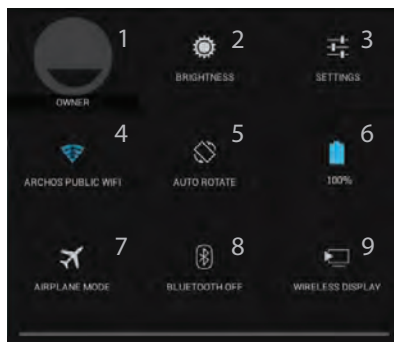 1 2 3
OWNER BRIGHTNESS SETTINGS
4 5 6
ARCHOS PUBLIC WIFI AUTO ROTATE 100%
7 8 9
AIRPLANE MODE BLUETOOTH OFF WIRELESS DISPLAY